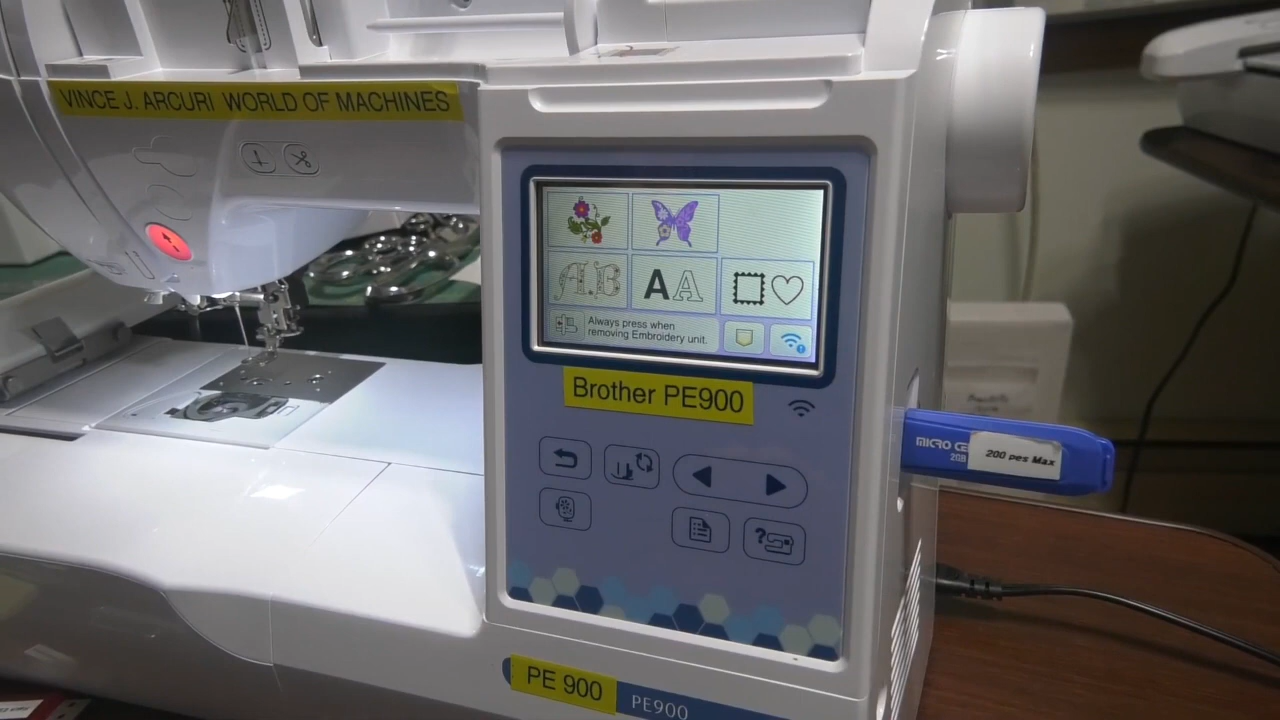 VINCE J. ARCURI WORLD OF MACHINES
A.B
AA
Always press when
removing Embroidery unit.
Brother PE900
MICRO CE
2GB
200 pes Max
?
PE 900
PE900